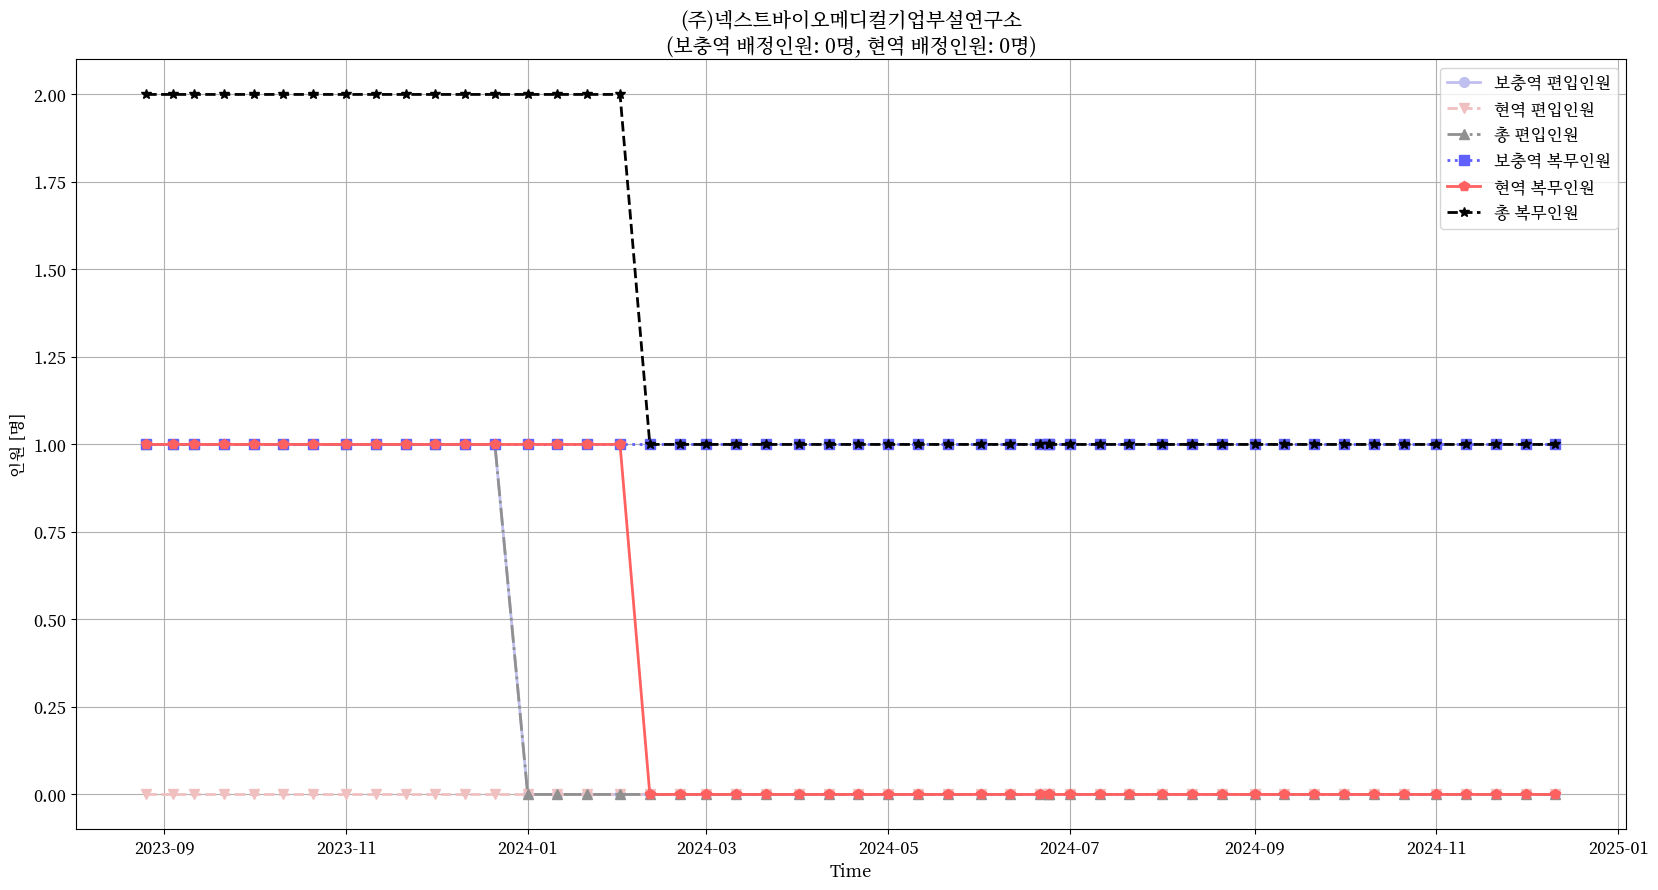 (주)넥스트바이오메디컬기업부설연구소
(보충역 배정인원: 0명, 현역 배정인원: 0명)
보충역 편입인원
현역 편입인원
총 편입인원
보충역 복무인원
현역 복무인원
총 복무인원
인원 [명]
2.00
1.75
1.50
1.25
1.00
0.75
0.50
0.25
0.00
2023-09 2023-11 2024-01 2024-03 2024-05 2024-07 2024-09 2024-11 2025-01
Time